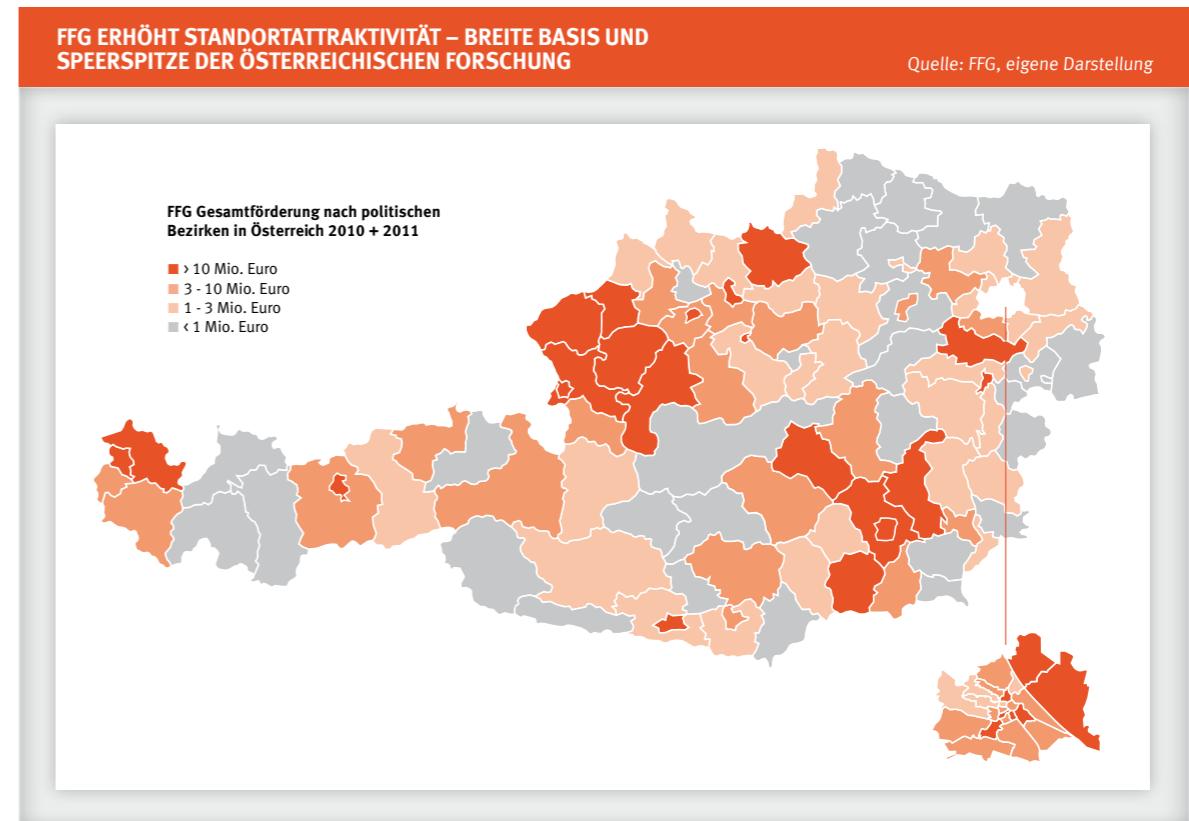 FFG ERHÖHT STANDORTATTRAKTIVITÄT – BREITE BASIS UND
SPEERSPITZE DER ÖSTERREICHISCHEN FORSCHUNG
Quelle: FFG, eigene Darstellung
FFG Gesamtförderung nach politischen
Bezirken in Österreich 2010 + 2011
> 10 Mio. Euro
3 - 10 Mio. Euro
1 - 3 Mio. Euro
< 1 Mio. Euro